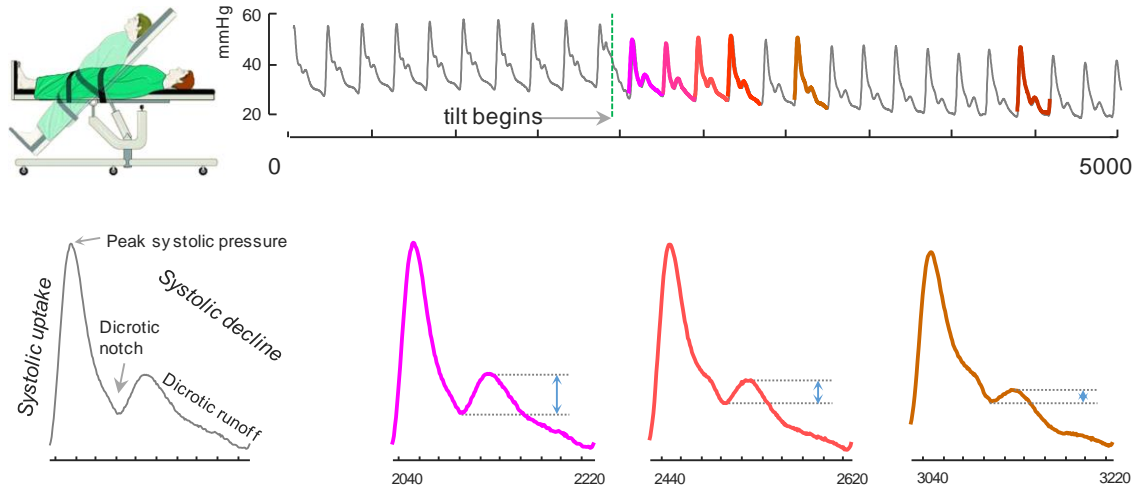 mmHg
60
40
20
tilt begins
0
5000
Peak systolic pressure
Systolic uptake
Systolic decline
Dicrotic
notch
Dicrotic runoff
2040
2220
2440
2620
3040
3220